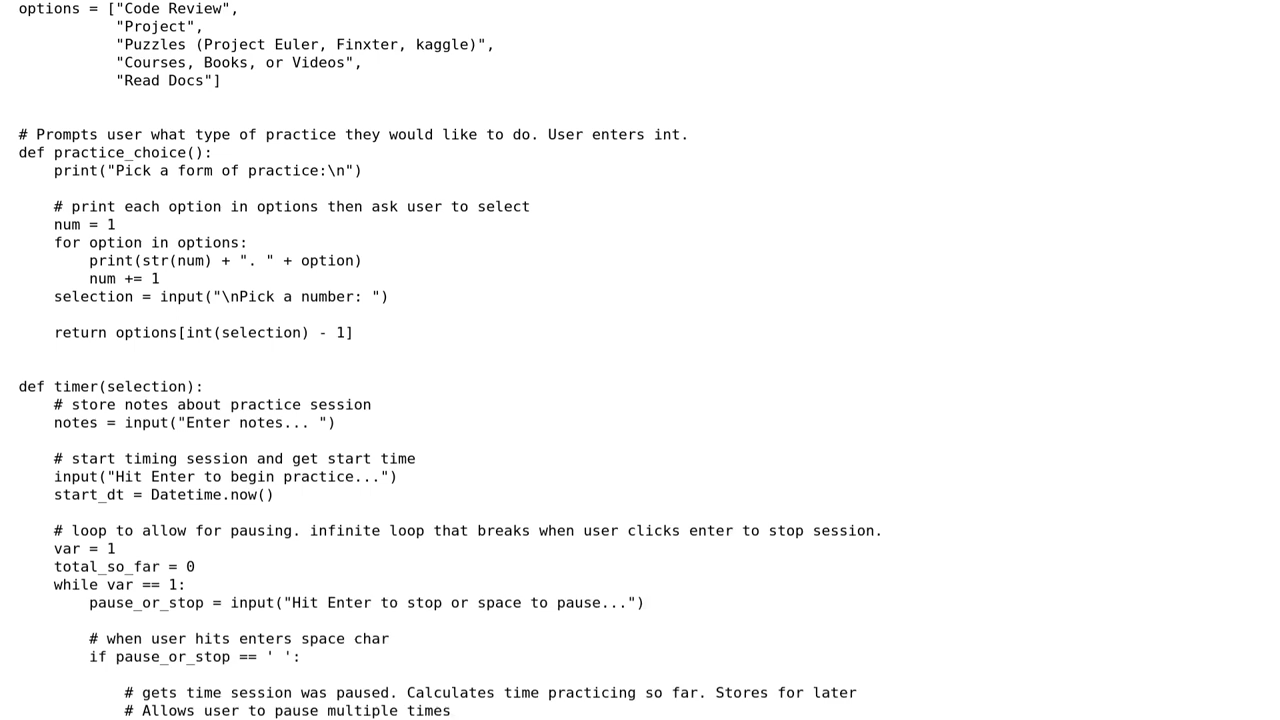 options = ["Code Review",
           "Project",
           "Puzzles (Project Euler, Finxter, kaggle)",
           "Courses, Books, or Videos",
           "Read Docs"]


# Prompts user what type of practice they would like to do. User enters int.
def practice_choice():
    print("Pick a form of practice:\n")

    # print each option in options then ask user to select
    num = 1
    for option in options:
        print(str(num) + ". " + option)
        num += 1
    selection = input("\nPick a number: ")

    return options[int(selection) - 1]


def timer(selection):
    # store notes about practice session
    notes = input("Enter notes... ")

    # start timing session and get start time
    input("Hit Enter to begin practice...")
    start_dt = Datetime.now()

    # loop to allow for pausing. infinite loop that breaks when user clicks enter to stop session.
    var = 1
    total_so_far = 0
    while var == 1:
        pause_or_stop = input("Hit Enter to stop or space to pause...")

        # when user hits enters space char
        if pause_or_stop == ' ':

            # gets time session was paused. Calculates time practicing so far. Stores for later
            # Allows user to pause multiple times